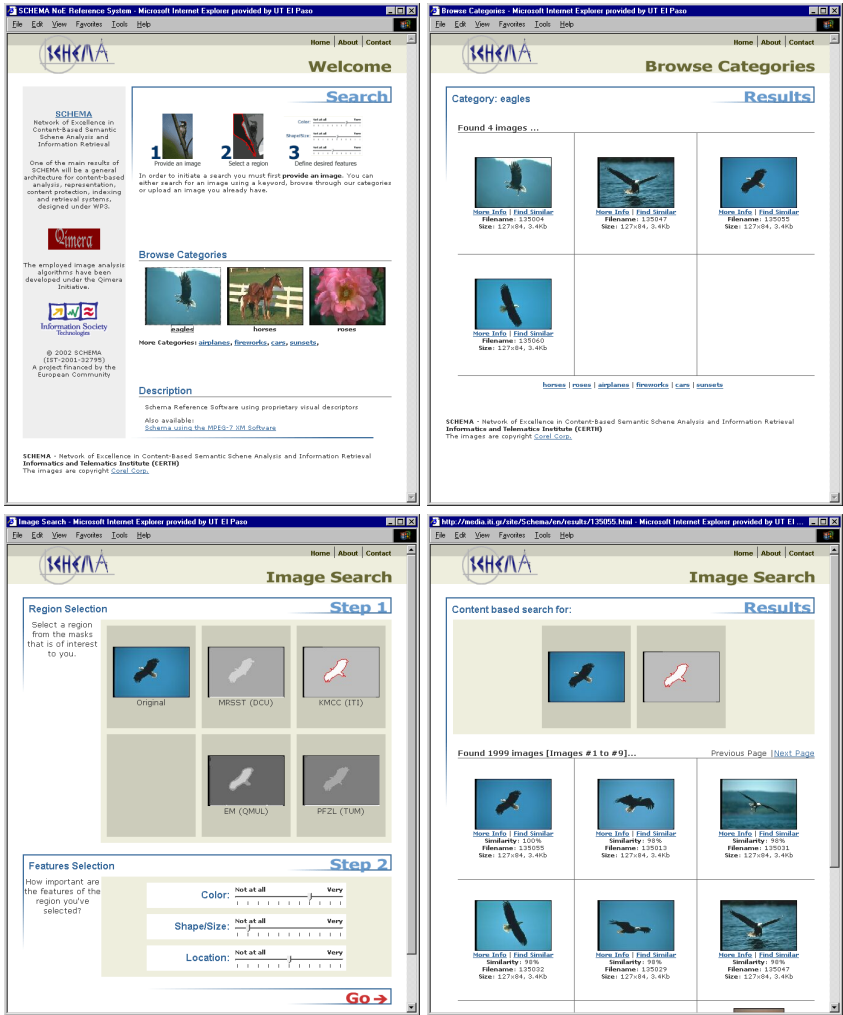 SCHEMA NoE Reference System - Microsoft Internet Explorer provided by UT El Paso
File Edit View Favorites Tools Help
SCHEMA
Home | About | Contact
Welcome
SCHEMA
Network of Excellence in
Content-Based Semantic
Schene Analysis and
Information Retrieval
One of the main results of
SCHEMA will be a general
architecture for content-based
analysis, representation,
content protection, indexing
and retrieval systems,
designed under WP3.
Qimera
The employed image analysis
algorithms have been
developed under the Qimera
Initiative.
Information Society
Technologies
© 2002 SCHEMA
(IST-2001-32795)
A project financed by the
European Community
Search
1 Provide an image
2 Select a region
3 Define desired features
Color: Not at all Very
Shape/Size:
In order to initiate a search you must first provide an image. You can
either search for an image using a keyword, browse through our categories
or upload an image you already have.
Browse Categories
eagles horses roses
More Categories: airplanes, fireworks, cars, sunsets,
Description
Schema Reference Software using proprietary visual descriptors
Also available:
Schema using the MPEG-7 XM Software
SCHEMA - Network of Excellence in Content-Based Semantic Schene Analysis and Information Retrieval
Informatics and Telematics Institute (CERTH)
The images are copyright Corel Corp.
Browse Categories - Microsoft Internet Explorer provided by UT El Paso
File Edit View Favorites Tools Help
SCHEMA
Home | About | Contact
Browse Categories
Category: eagles
Results
Found 4 images ...
More Info | Find Similar
Filename: 135004
Size: 127x84, 3.4Kb
More Info | Find Similar
Filename: 135047
Size: 127x84, 3.4Kb
More Info | Find Similar
Filename: 135055
Size: 127x84, 3.4Kb
More Info | Find Similar
Filename: 135060
Size: 127x84, 3.4Kb
horses | roses | airplanes | fireworks | cars | sunsets
SCHEMA - Network of Excellence in Content-Based Semantic Schene Analysis and Information Retrieval
Informatics and Telematics Institute (CERTH)
The images are copyright Corel Corp.
Image Search - Microsoft Internet Explorer provided by UT El Paso
File Edit View Favorites Tools Help
SCHEMA
Home | About | Contact
Image Search
Region Selection
Step 1
Select a region
from the masks
that is of interest
to you.
Original
MRSST (DCU)
KMCC (ITI)
EM (QMUL)
PFZL (TUM)
Features Selection
Step 2
How important are
the features of the
region you've
selected?
Color: Not at all Very
Shape/Size: Not at all Very
Location: Not at all Very
Go
http://media.iti.gr/site/Schema/en/results/135055.html - Microsoft Internet Explorer provided by UT El ...
File Edit View Favorites Tools Help
SCHEMA
Home | About | Contact
Image Search
Content based search for:
Results
Found 1999 images [Images #1 to #9]...
Previous Page |Next Page
More Info | Find Similar
Similarity: 100%
Filename: 135055
Size: 127x84, 3.4Kb
More Info | Find Similar
Similarity: 98%
Filename: 135013
Size: 127x84, 3.4Kb
More Info | Find Similar
Similarity: 98%
Filename: 135031
Size: 127x84, 3.4Kb
More Info | Find Similar
Similarity: 98%
Filename: 135032
Size: 127x84, 3.4Kb
More Info | Find Similar
Similarity: 98%
Filename: 135029
Size: 127x84, 3.4Kb
More Info | Find Similar
Similarity: 98%
Filename: 135047
Size: 127x84, 3.4Kb